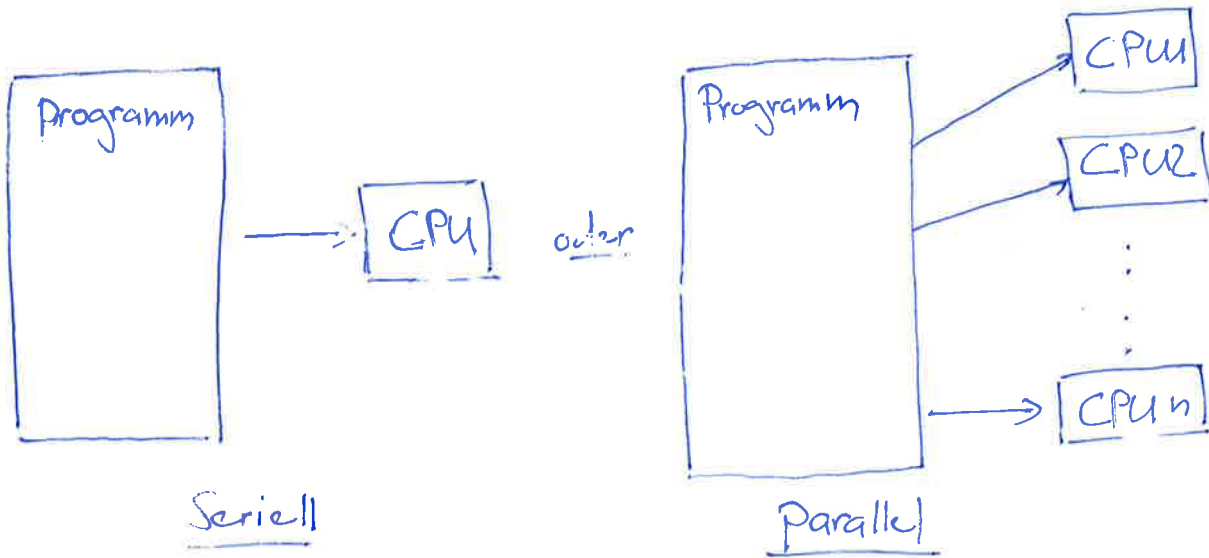 Programm
CPU
oder
Programm
CPU1
CPU2
CPU n
Seriell
Parallel